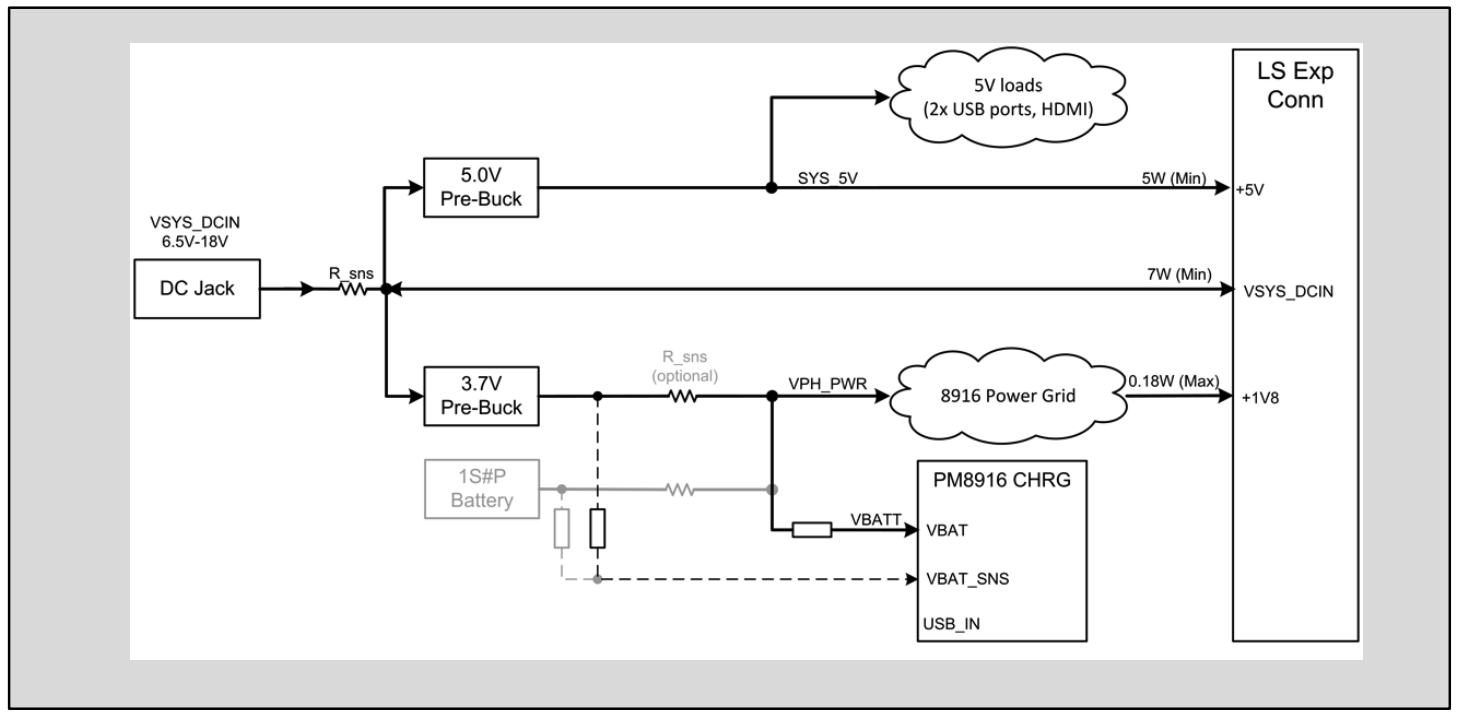 LS Exp
Conn
5V loads
(2x USB ports, HDMI)
5.0V
Pre-Buck
SYS_5V
5W (Min)
+5V
VSYS_DCIN
6.5V-18V
DC Jack
R_sns
7W (Min)
VSYS_DCIN
3.7V
Pre-Buck
R_sns
(optional)
VPH_PWR
8916 Power Grid
0.18W (Max)
+1V8
1S#P
Battery
PM8916 CHRG
VBATT
VBAT
VBAT_SNS
USB_IN